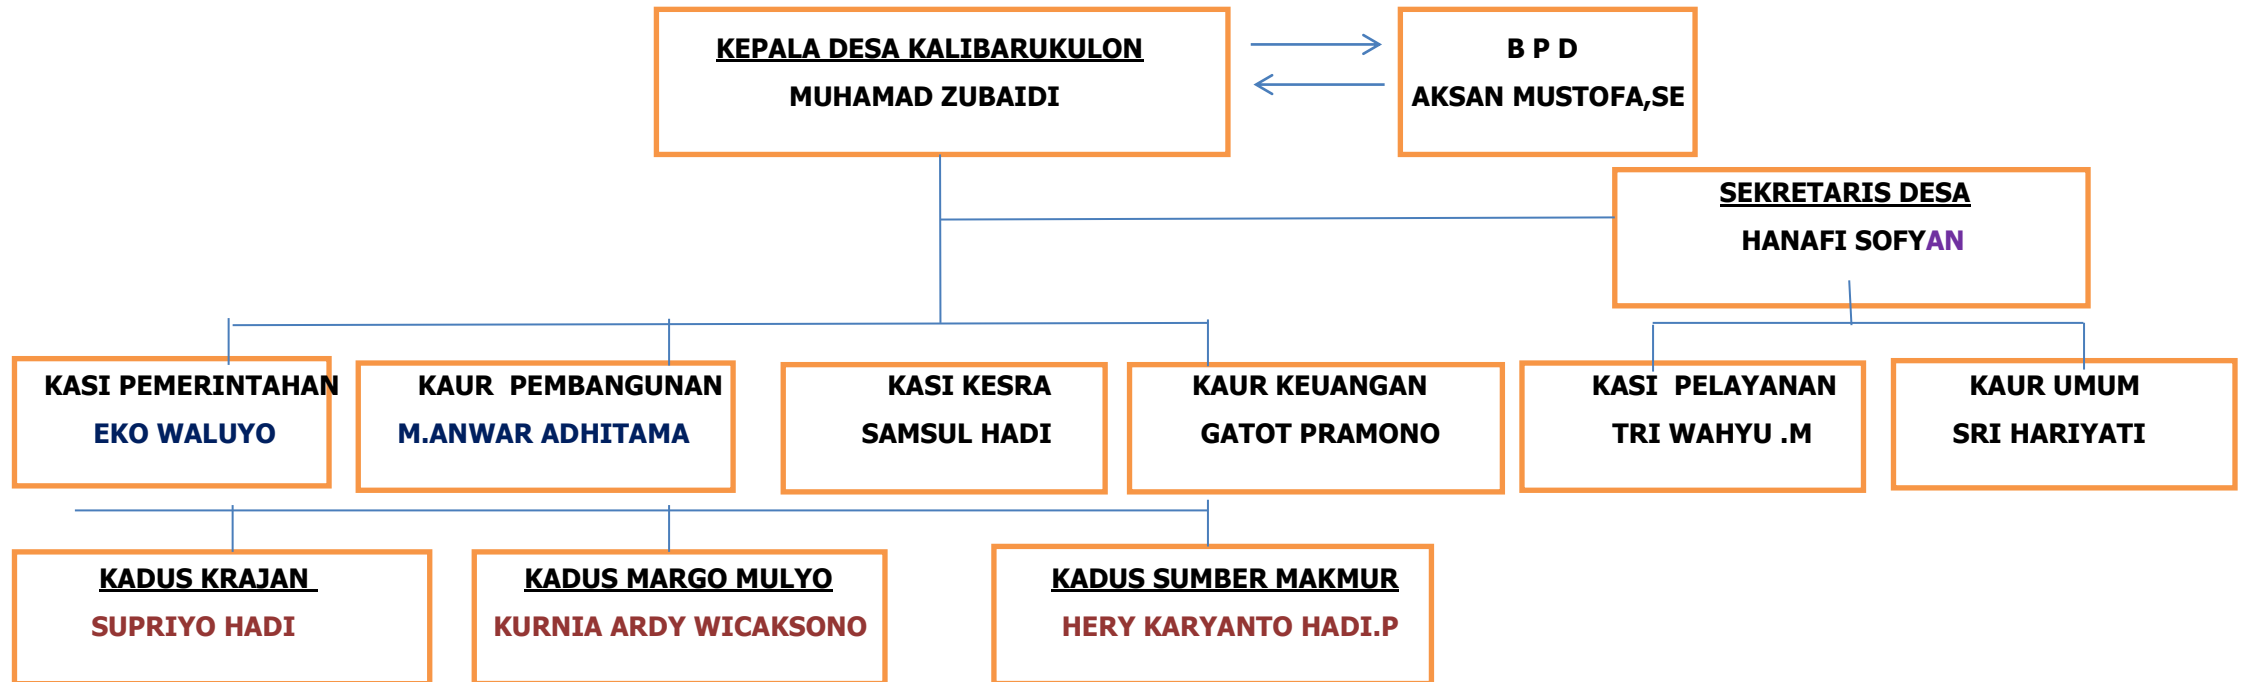 KEPALA DESA KALIBARUKULON
MUHAMAD ZUBAIDI
B P D
AKSAN MUSTOFA,SE
SEKRETARIS DESA
HANAFI SOFYAN
KASI PEMERINTAHAN
EKO WALUYO
KAUR PEMBANGUNAN
M.ANWAR ADHITAMA
KASI KESRA
SAMSUL HADI
KAUR KEUANGAN
GATOT PRAMONO
KASI PELAYANAN
TRI WAHYU .M
KAUR UMUM
SRI HARIYATI
KADUS KRAJAN
SUPRIYO HADI
KADUS MARGO MULYO
KURNIA ARDY WICAKSONO
KADUS SUMBER MAKMUR
HERY KARYANTO HADI.P